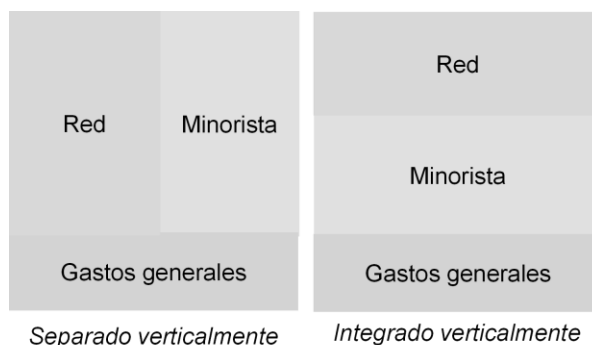 Red
Minorista
Gastos generales
Separado verticalmente
Red
Minorista
Gastos generales
Integrado verticalmente